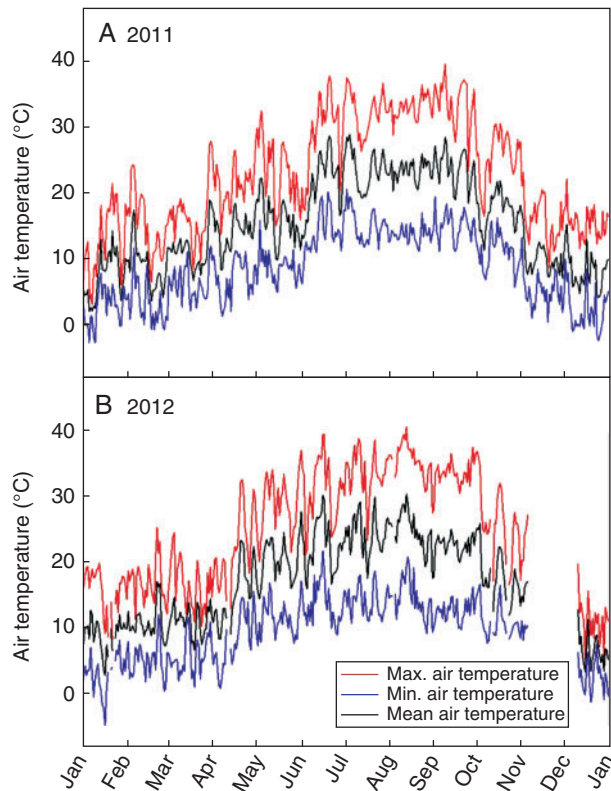 A 2011
Air temperature (°C)
40
30
20
10
0
B 2012
Air temperature (°C)
40
30
20
10
0
Max. air temperature
Min. air temperature
Mean air temperature
Jan Feb Mar Apr May Jun Jul Aug Sep Oct Nov Dec Jan